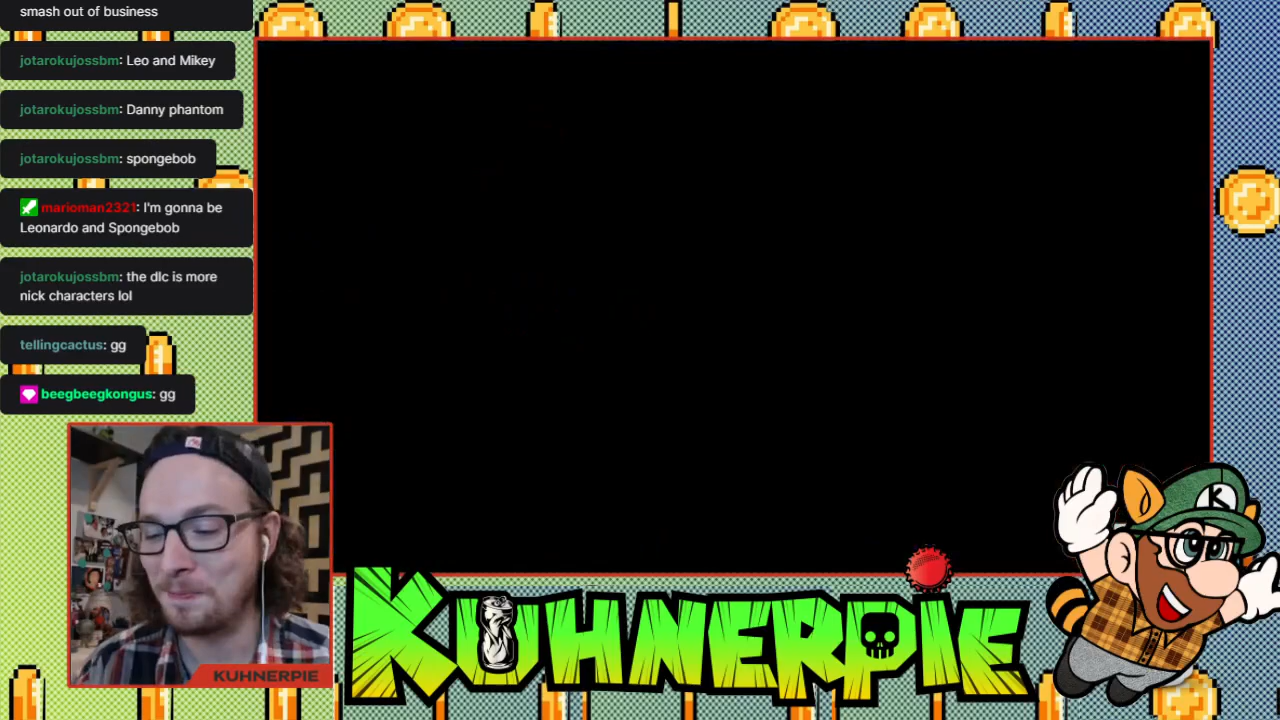 smash out of business
jotarokujossbm: Leo and Mikey
jotarokujossbm: Danny phantom
jotarokujossbm: spongebob
marioman2321: I'm gonna be
Leonardo and Spongebob
jotarokujossbm: the dlc is more
nick characters lol
tellingcactus: gg
beegbeegkongus: gg
KUHNERPIE
KUHNERPIE
K